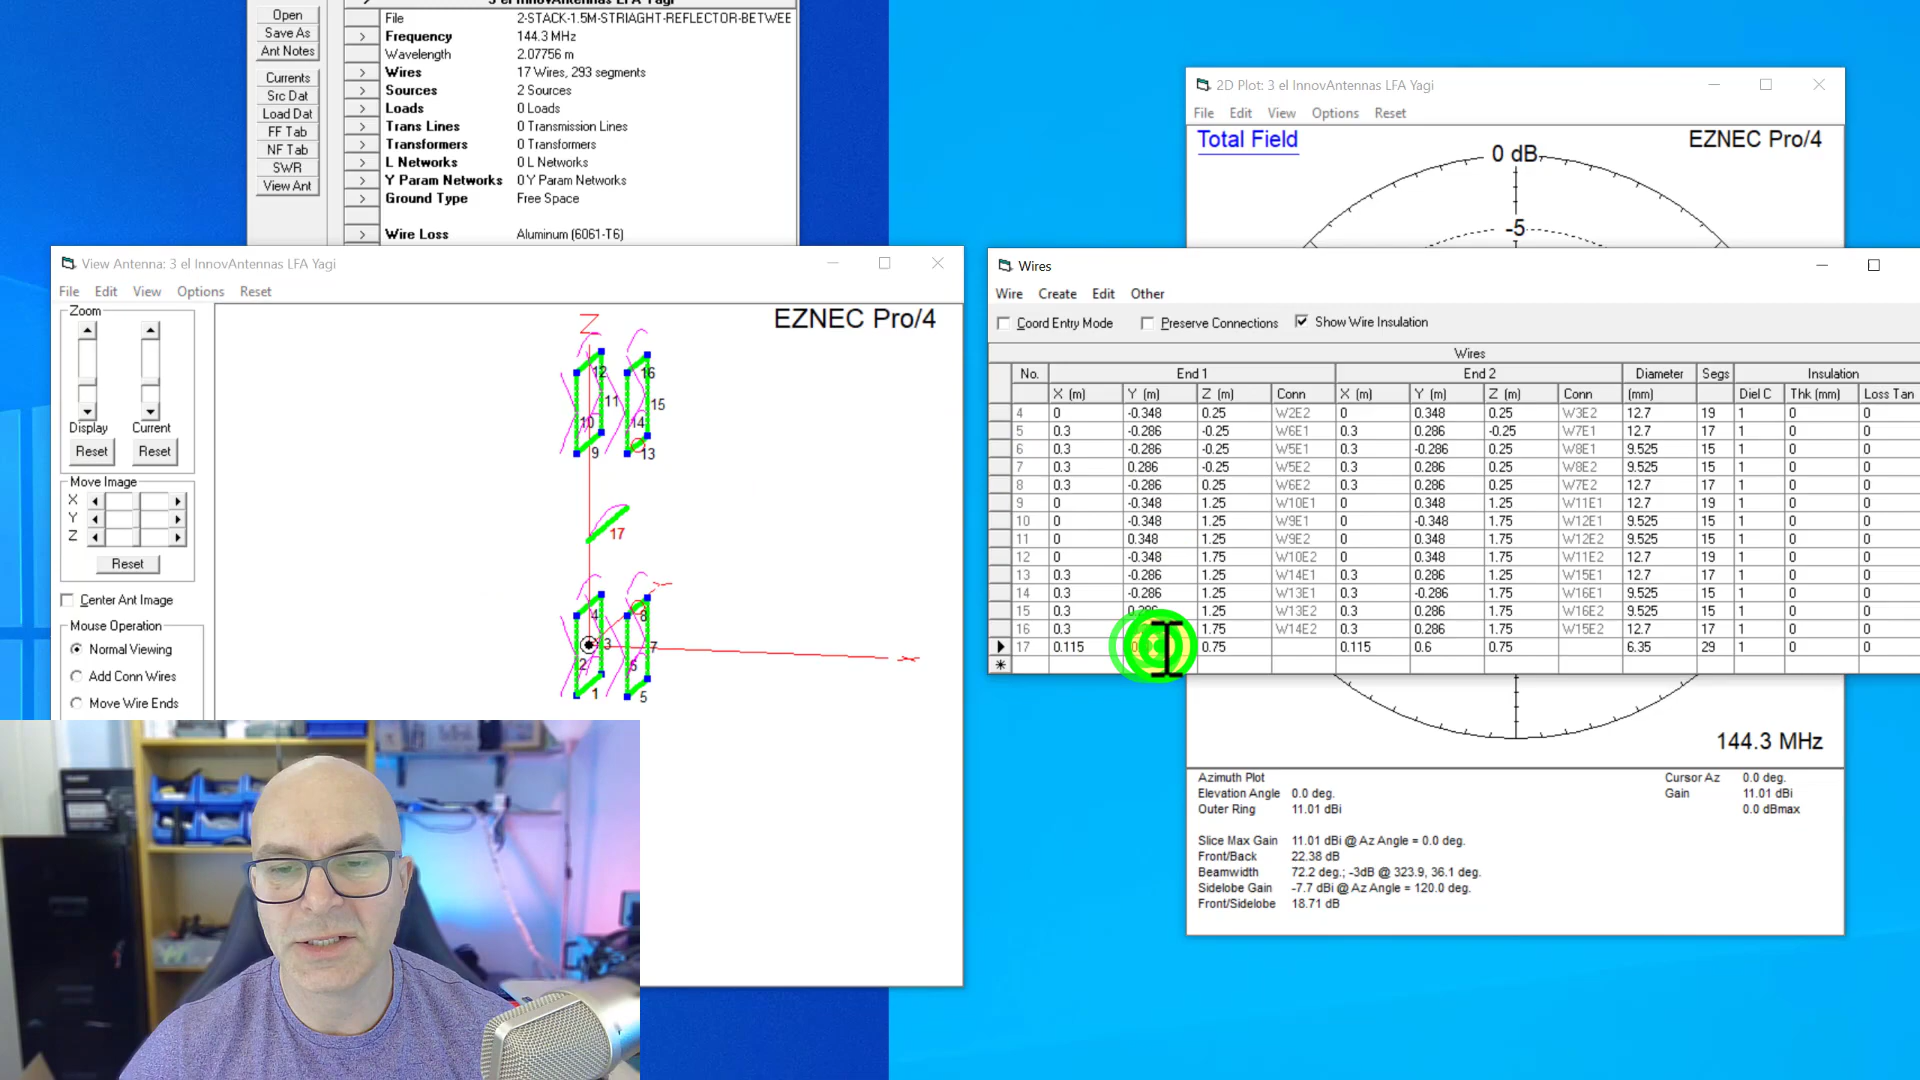 3 el InnovAntennas LFA Yagi
Open
Save As
Ant Notes
Currents
Src Dat
Load Dat
FF Tab
NF Tab
SWR
View Ant
> File 2-STACK-1.5M-STRIAGHT-REFLECTOR-BETWEE
> Frequency 144.3 MHz
Wavelength 2.07756 m
> Wires 17 Wires, 293 segments
> Sources 2 Sources
> Loads 0 Loads
> Trans Lines 0 Transmission Lines
> Transformers 0 Transformers
> L Networks 0 L Networks
> Y Param Networks 0 Y Param Networks
> Ground Type Free Space
> Wire Loss Aluminum (6061-T6)
View Antenna: 3 el InnovAntennas LFA Yagi
File Edit View Options Reset
Zoom
Display Current
Reset Reset
Move Image
X
Y
Z
Reset
Center Ant Image
Mouse Operation
Normal Viewing
Add Conn Wires
Move Wire Ends
EZNEC Pro/4
Z
12 16
11 15
10 14
9 13
17
Y
4 8
3 7
2 6
1 5
2D Plot: 3 el InnovAntennas LFA Yagi
File Edit View Options Reset
Total Field
EZNEC Pro/4
0 dB
-5
Wires
Wire Create Edit Other
Coord Entry Mode Preserve Connections Show Wire Insulation
Wires
No. End 1 End 2 Diameter Segs Insulation
X (m) Y (m) Z (m) Conn X (m) Y (m) Z (m) Conn (mm) Diel C Thk (mm) Loss Tan
4 0 -0.348 0.25 W2E2 0 0.348 0.25 W3E2 12.7 19 1 0 0
5 0.3 -0.286 -0.25 W6E1 0.3 0.286 -0.25 W7E1 12.7 17 1 0 0
6 0.3 -0.286 -0.25 W5E1 0.3 -0.286 0.25 W8E1 9.525 15 1 0 0
7 0.3 0.286 -0.25 W5E2 0.3 0.286 0.25 W8E2 9.525 15 1 0 0
8 0.3 -0.286 0.25 W6E2 0.3 0.286 0.25 W7E2 12.7 17 1 0 0
9 0 -0.348 1.25 W10E1 0 0.348 1.25 W11E1 12.7 19 1 0 0
10 0 -0.348 1.25 W9E1 0 -0.348 1.75 W12E1 9.525 15 1 0 0
11 0 0.348 1.25 W9E2 0 0.348 1.75 W12E2 9.525 15 1 0 0
12 0 -0.348 1.75 W10E2 0 0.348 1.75 W11E2 12.7 19 1 0 0
13 0.3 -0.286 1.25 W14E1 0.3 0.286 1.25 W15E1 12.7 17 1 0 0
14 0.3 -0.286 1.25 W13E1 0.3 -0.286 1.75 W16E1 9.525 15 1 0 0
15 0.3 0.286 1.25 W13E2 0.3 0.286 1.75 W16E2 9.525 15 1 0 0
16 0.3 1.75 W14E2 0.3 0.286 1.75 W15E2 12.7 17 1 0 0
17 0.115 0.75 0.115 0.6 0.75 6.35 29 1 0 0
*
144.3 MHz
Azimuth Plot Cursor Az 0.0 deg.
Elevation Angle 0.0 deg. Gain 11.01 dBi
Outer Ring 11.01 dBi 0.0 dBmax
Slice Max Gain 11.01 dBi @ Az Angle = 0.0 deg.
Front/Back 22.38 dB
Beamwidth 72.2 deg.; -3dB @ 323.9, 36.1 deg.
Sidelobe Gain -7.7 dBi @ Az Angle = 120.0 deg.
Front/Sidelobe 18.71 dB